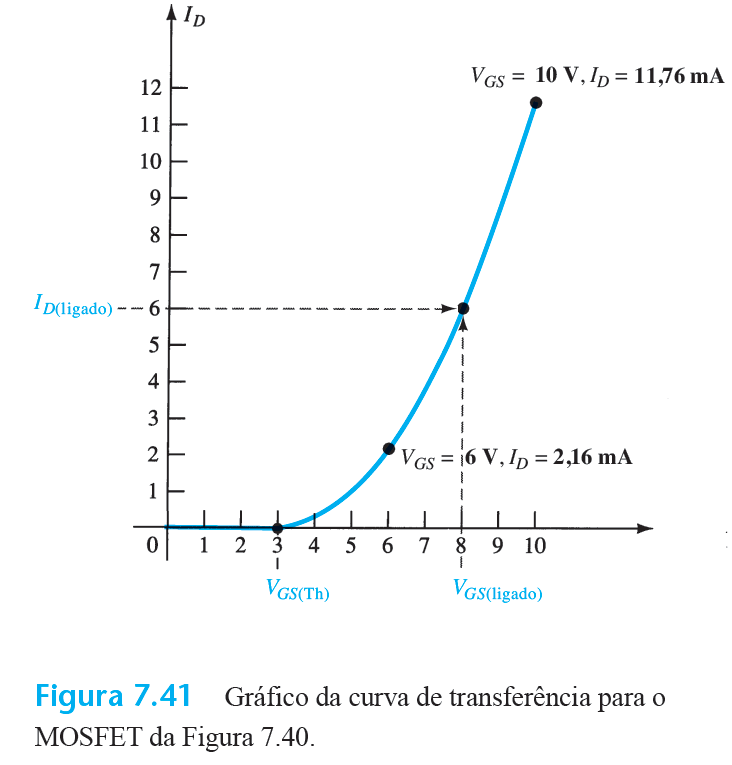 I_D
V_GS = 10 V, I_D = 11,76 mA
12
11
10
9
8
7
I_D(ligado)
6
5
4
3
2
V_GS = 6 V, I_D = 2,16 mA
1
0 1 2 3 4 5 6 7 8 9 10
V_GS(Th) V_GS(ligado)
Figura 7.41 Gráfico da curva de transferência para o
MOSFET da Figura 7.40.